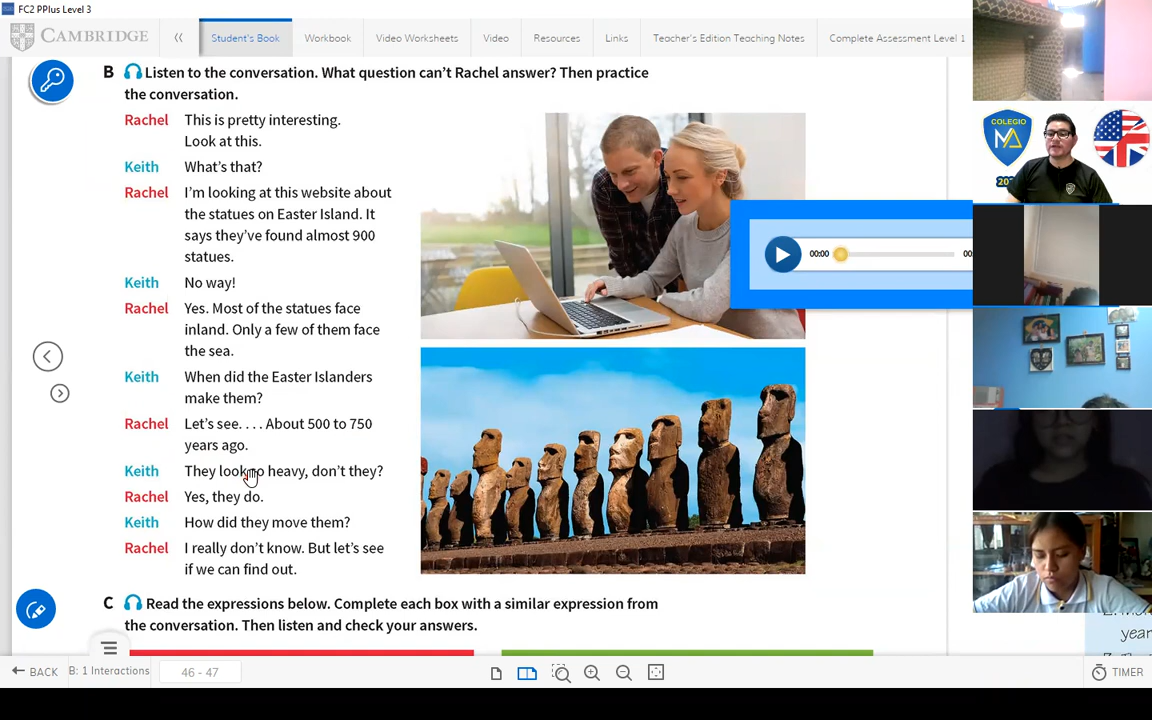 FC2 PPlus Level 3
CAMBRIDGE
Student's Book
Workbook
Video Worksheets
Video
Resources
Links
Teacher's Edition Teaching Notes
Complete Assessment Level 1
B Listen to the conversation. What question can't Rachel answer? Then practice
the conversation.
Rachel This is pretty interesting.
Look at this.
Keith What's that?
Rachel I'm looking at this website about
the statues on Easter Island. It
says they've found almost 900
statues.
Keith No way!
Rachel Yes. Most of the statues face
inland. Only a few of them face
the sea.
Keith When did the Easter Islanders
make them?
Rachel Let's see. . . . About 500 to 750
years ago.
Keith They look so heavy, don't they?
Rachel Yes, they do.
Keith How did they move them?
Rachel I really don't know. But let's see
if we can find out.
C Read the expressions below. Complete each box with a similar expression from
the conversation. Then listen and check your answers.
00:00
00:
COLEGIO
MA
year
BACK
B: 1 Interactions
46 - 47
TIMER